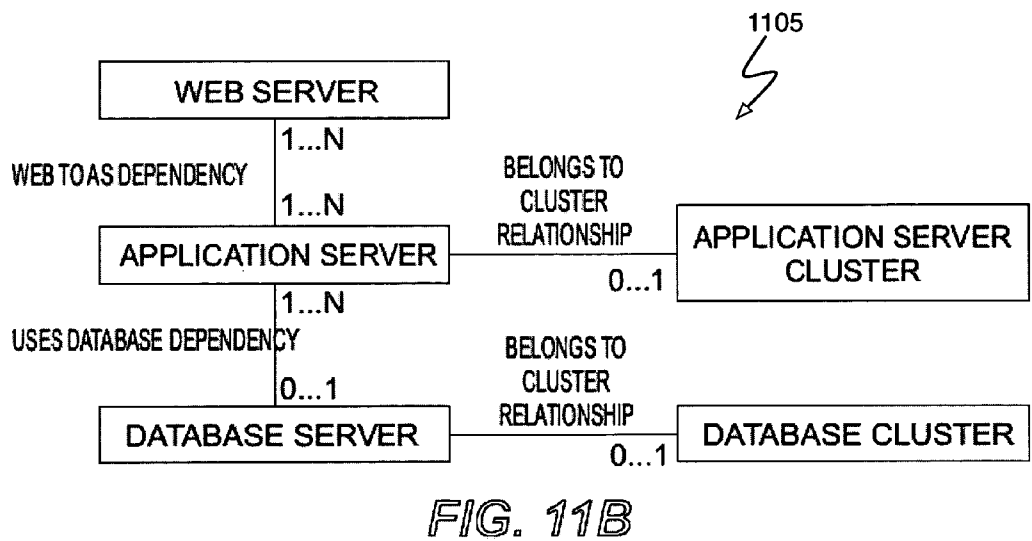 1105
WEB SERVER
1...N
WEB TO AS DEPENDENCY
1...N
APPLICATION SERVER
BELONGS TO
CLUSTER
RELATIONSHIP
0...1
APPLICATION SERVER
CLUSTER
1...N
USES DATABASE DEPENDENCY
0...1
DATABASE SERVER
BELONGS TO
CLUSTER
RELATIONSHIP
0...1
DATABASE CLUSTER
FIG. 11B